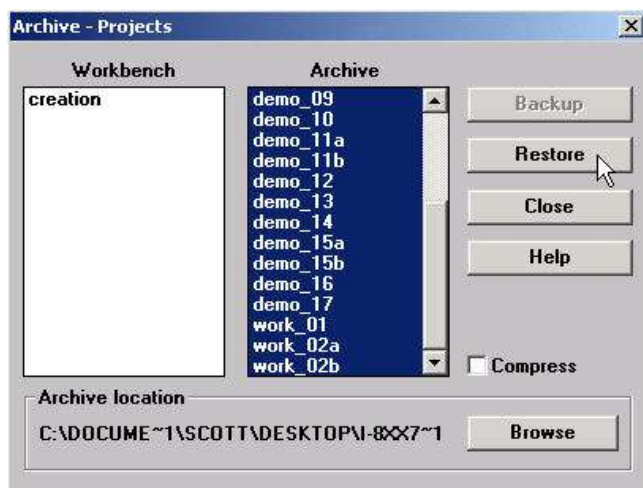 Archive - Projects
Workbench
Archive
creation
demo_09
demo_10
demo_11a
demo_11b
demo_12
demo_13
demo_14
demo_15a
demo_15b
demo_16
demo_17
work_01
work_02a
work_02b
Backup
Restore
Close
Help
Compress
Archive location
C:\DOCUME~1\SCOTT\DESKTOP\I-8XX7~1
Browse